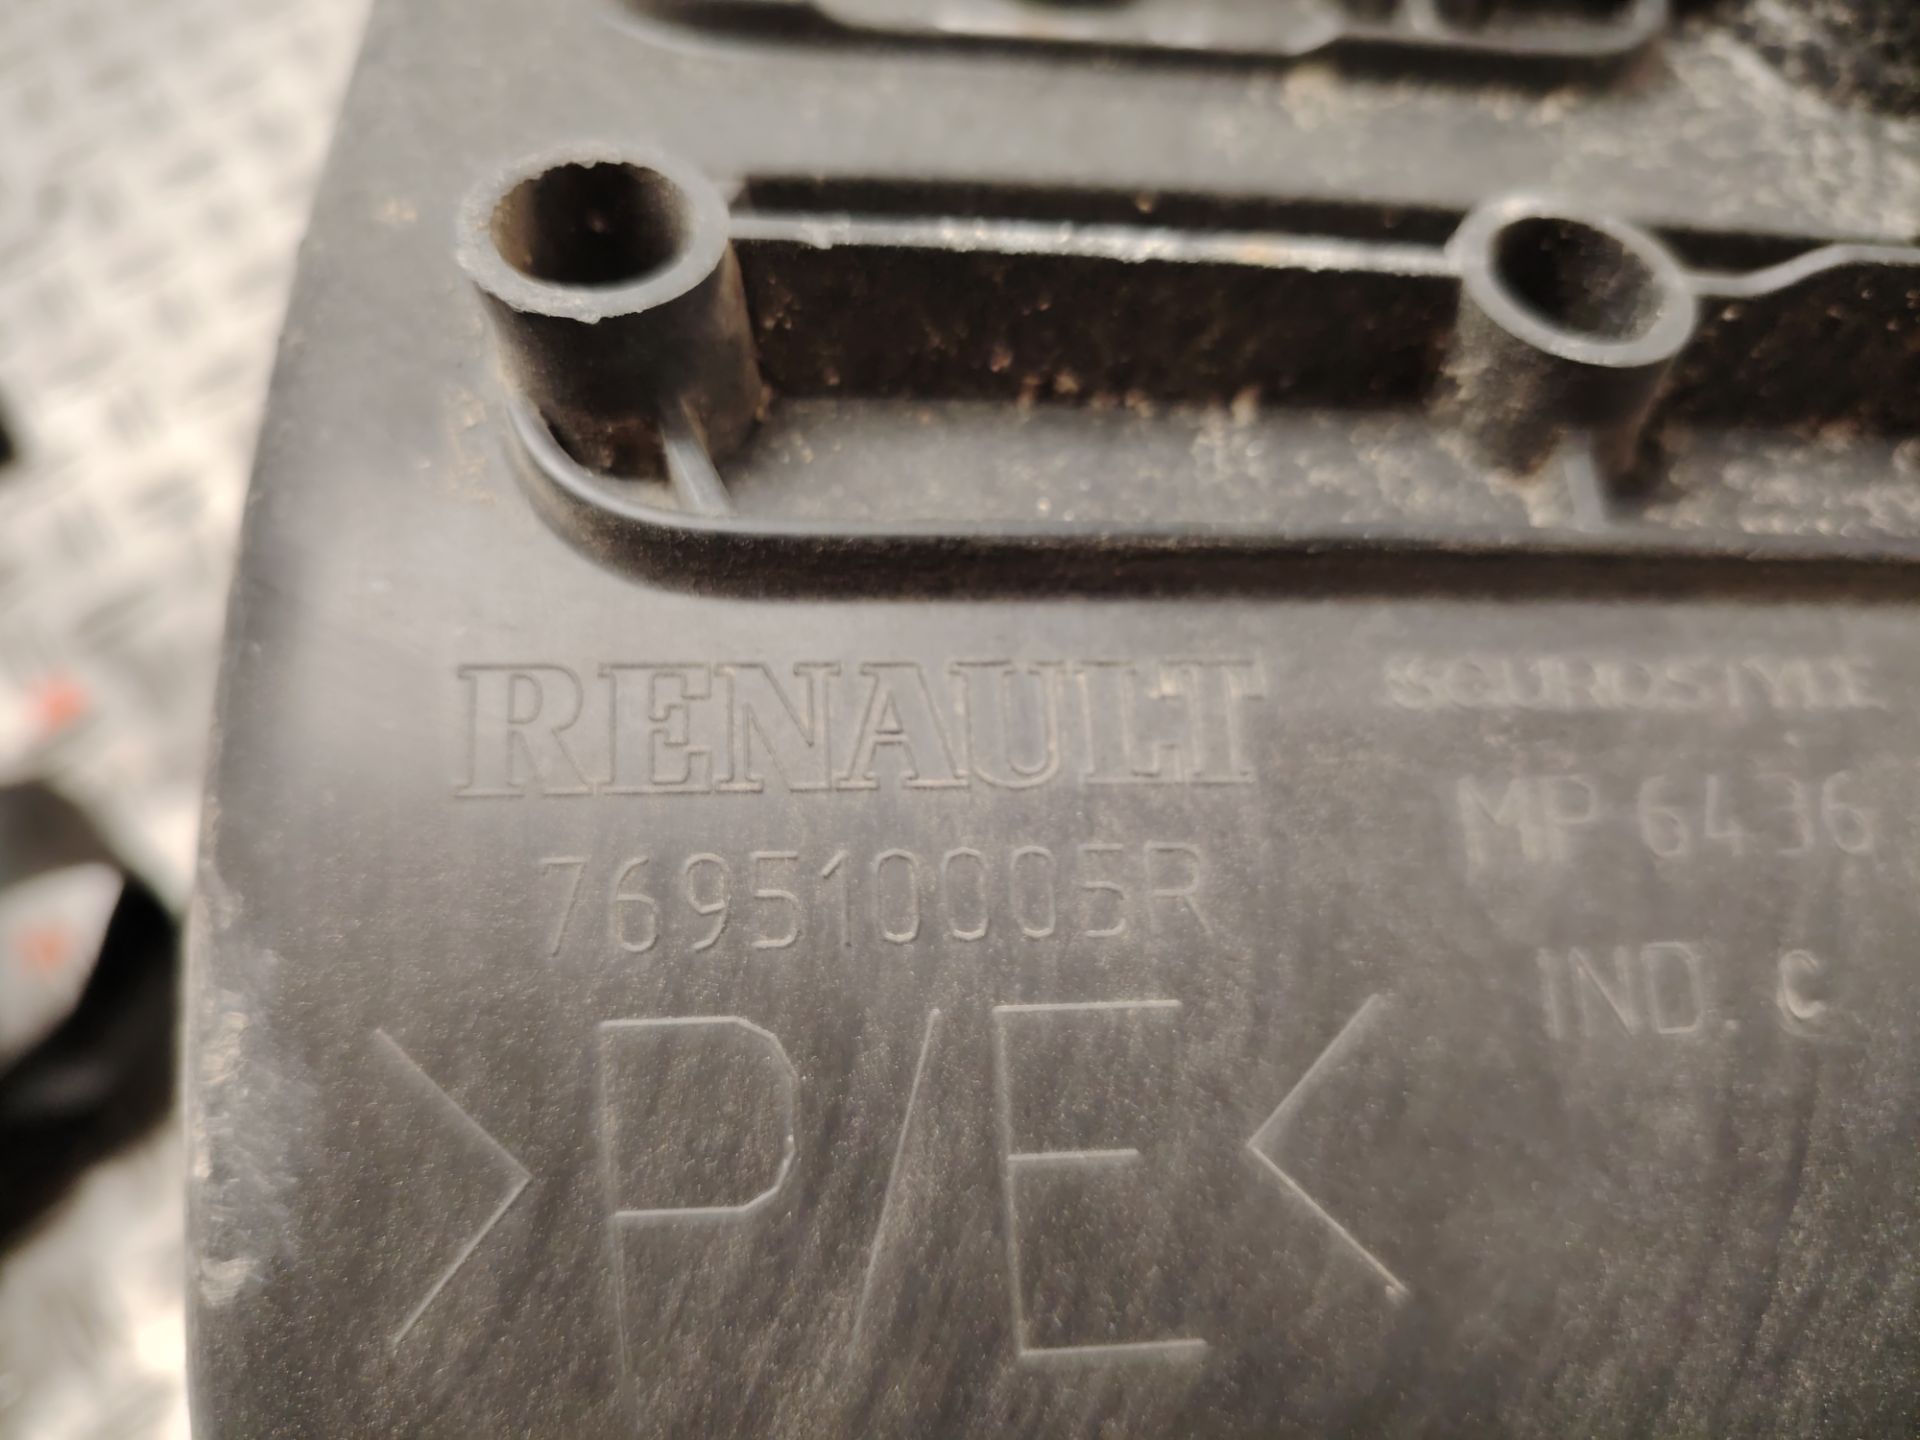 RENAULT
769510005R
>P/E<
MP 6436
IND. C